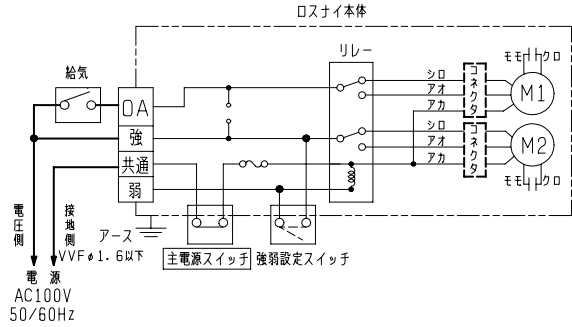 ロスナイ本体
リレー
給気
OA
強
共通
弱
シロ
アオ
アカ
コネクタ
モモ
クロ
M1
シロ
アオ
アカ
コネクタ
M2
モモ
クロ
電圧側
接地側
アース
VVFφ1.6以下
主電源スイッチ
強弱設定スイッチ
電源
AC100V
50/60Hz